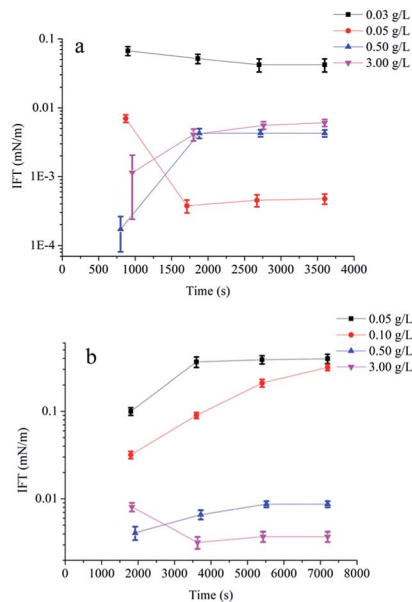 0.03 g/L
0.05 g/L
0.50 g/L
3.00 g/L
a
0.1
0.01
1E-3
1E-4
IFT (mN/m)
0 500 1000 1500 2000 2500 3000 3500 4000
Time (s)
0.05 g/L
0.10 g/L
0.50 g/L
3.00 g/L
b
0.1
0.01
IFT (mN/m)
0 1000 2000 3000 4000 5000 6000 7000 8000
Time (s)